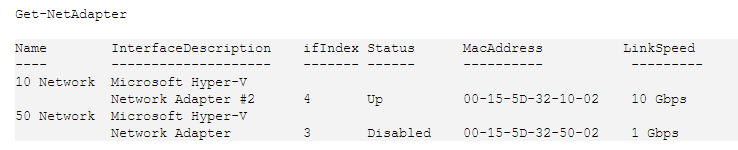 Get-NetAdapter
Name InterfaceDescription ifIndex Status MacAddress LinkSpeed
---- -------------------- ------- ------ ---------- ---------
10 Network Microsoft Hyper-V
Network Adapter #2 4 Up 00-15-5D-32-10-02 10 Gbps
50 Network Microsoft Hyper-V
Network Adapter 3 Disabled 00-15-5D-32-50-02 1 Gbps